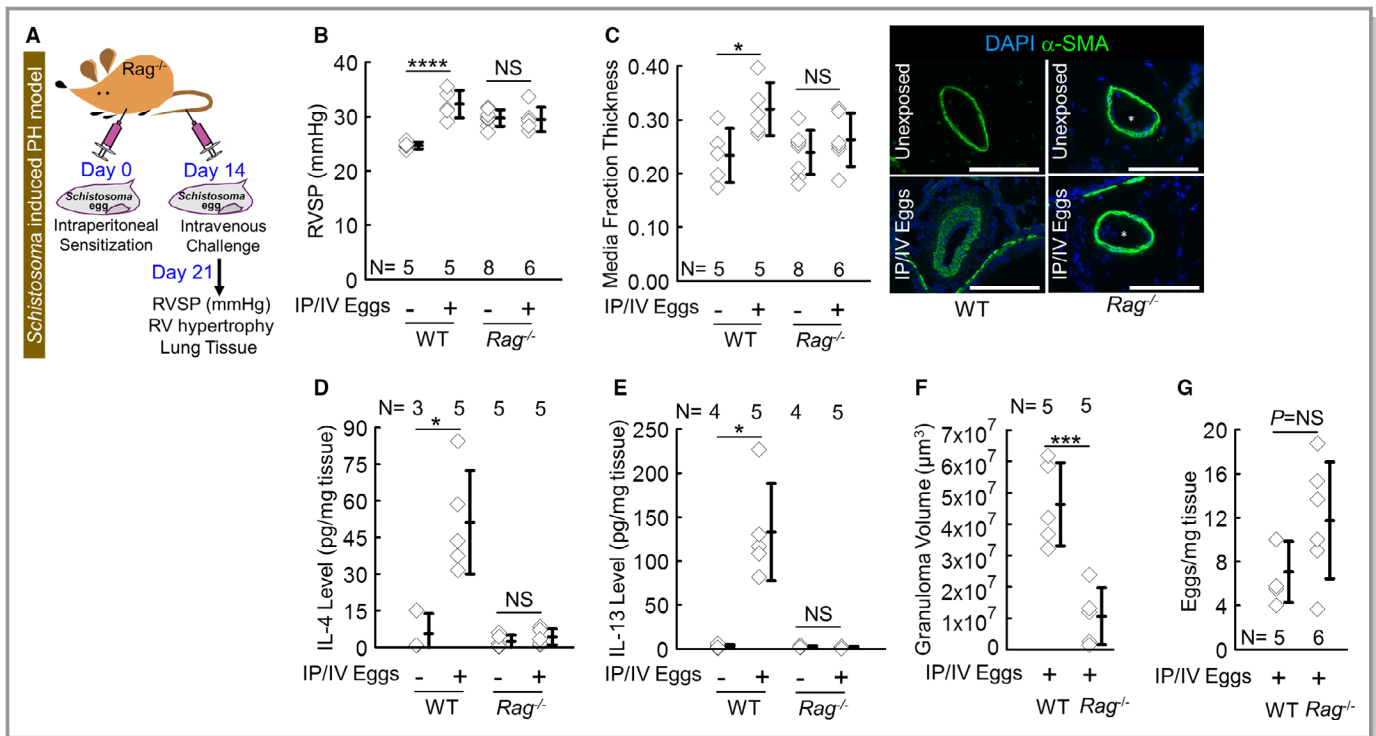 A
Schistosoma induced PH model
Rag-/-
Day 0
Day 14
Schistosoma
egg
Schistosoma
egg
Intraperitoneal
Sensitization
Intravenous
Challenge
Day 21
RVSP (mmHg)
RV hypertrophy
Lung Tissue
B
RVSP (mmHg)
40
30
20
10
0
****
NS
N= 5 5 8 6
IP/IV Eggs - + - +
WT Rag-/-
C
Media Fraction Thickness
0.40
0.30
0.20
0.10
0.00
*
NS
N= 5 5 8 6
IP/IV Eggs - + - +
WT Rag-/-
DAPI α-SMA
Unexposed
Unexposed
*
IP/IV Eggs
IP/IV Eggs
*
WT
Rag-/-
D
N= 3 5 5 5
IL-4 Level (pg/mg tissue)
90
75
60
45
30
15
0
*
NS
IP/IV Eggs - + - +
WT Rag-/-
E
N= 4 5 4 5
IL-13 Level (pg/mg tissue)
250
200
150
100
50
0
*
NS
IP/IV Eggs - + - +
WT Rag-/-
F
N= 5 5
Granuloma Volume (µm³)
7x10⁷
6x10⁷
5x10⁷
4x10⁷
3x10⁷
2x10⁷
1x10⁷
0
***
IP/IV Eggs + +
WT Rag-/-
G
P=NS
Eggs/mg tissue
20
16
12
8
4
0
N= 5 6
IP/IV Eggs + +
WT Rag-/-